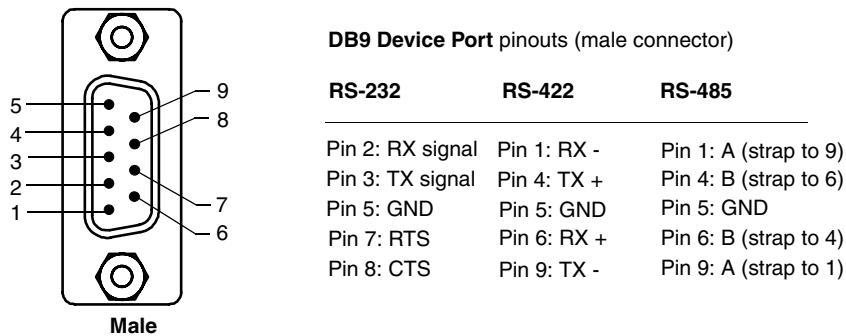 DB9 Device Port pinouts (male connector)
RS-232 RS-422 RS-485
Pin 2: RX signal Pin 1: RX - Pin 1: A (strap to 9)
Pin 3: TX signal Pin 4: TX + Pin 4: B (strap to 6)
Pin 5: GND Pin 5: GND Pin 5: GND
Pin 7: RTS Pin 6: RX + Pin 6: B (strap to 4)
Pin 8: CTS Pin 9: TX - Pin 9: A (strap to 1)
5 9
4 8
3
2 7
1 6
Male